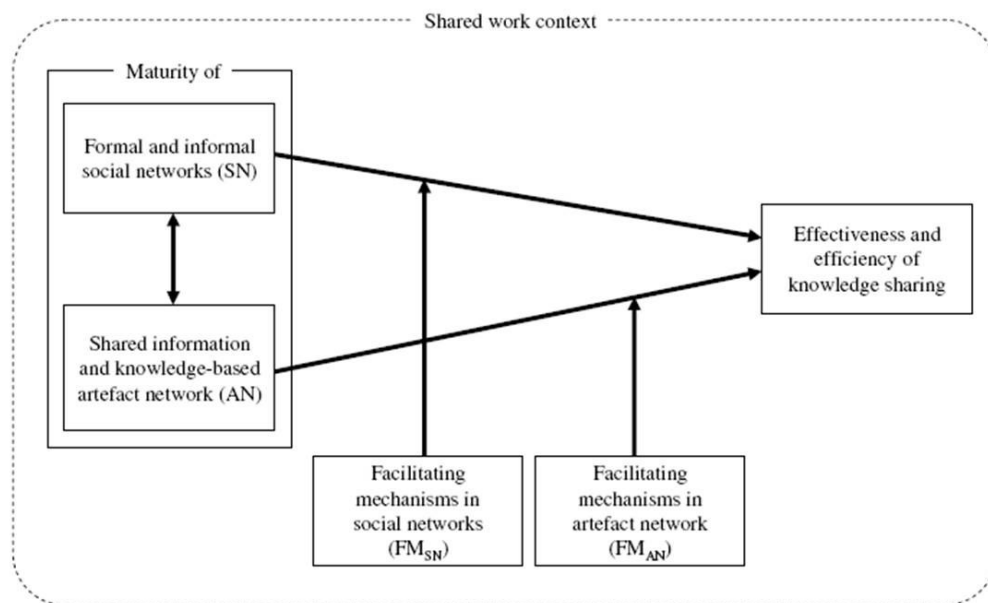 Shared work context
Maturity of
Formal and informal
social networks (SN)
Shared information
and knowledge-based
artefact network (AN)
Effectiveness and
efficiency of
knowledge sharing
Facilitating
mechanisms in
social networks
(FMSN)
Facilitating
mechanisms in
artefact network
(FMAN)